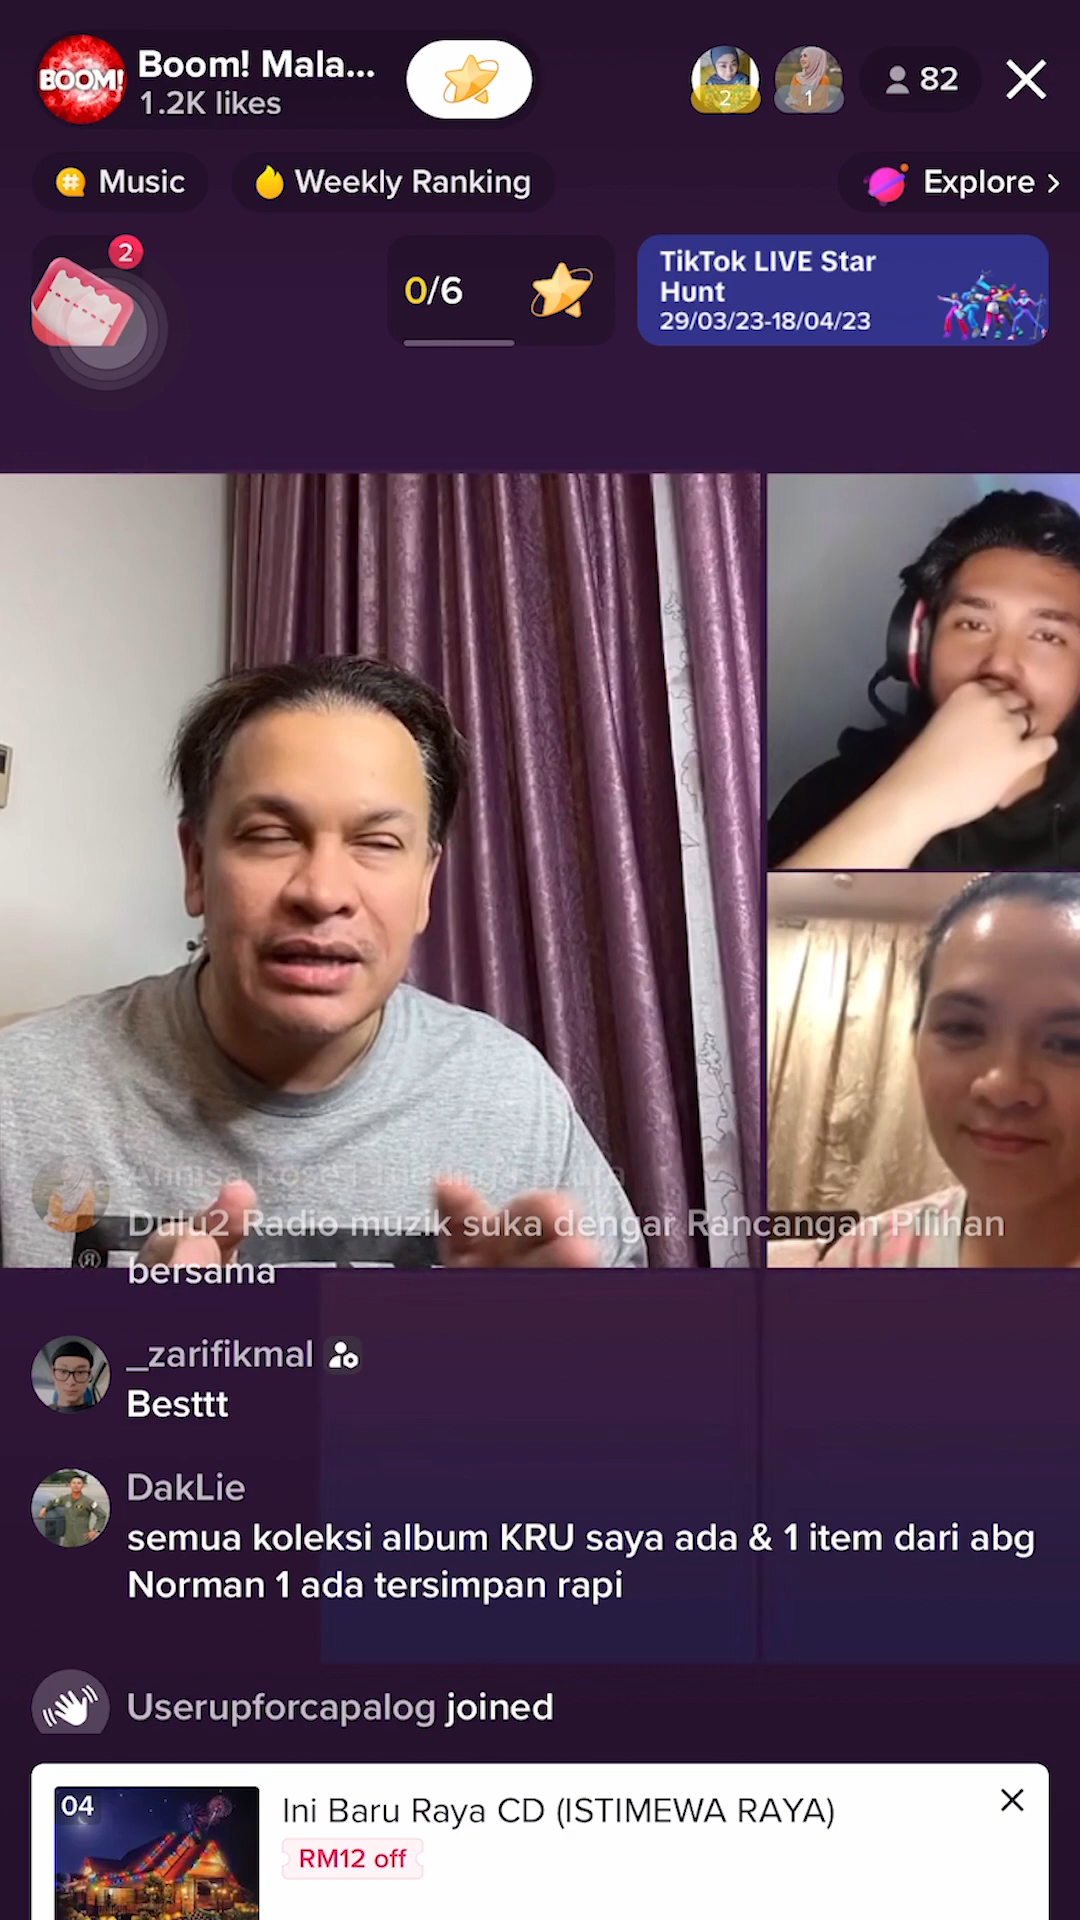 BOOM!
Boom! Mala...
1.2K likes
2
1
82
Music
Weekly Ranking
Explore >
2
0/6
TikTok LIVE Star
Hunt
29/03/23-18/04/23
Dulu2 Radio muzik suka dengar Rancangan Pilihan
bersama
_zarifikmal
Besttt
DakLie
semua koleksi album KRU saya ada & 1 item dari abg
Norman 1 ada tersimpan rapi
Userupforcapalog joined
04
Ini Baru Raya CD (ISTIMEWA RAYA)
RM12 off